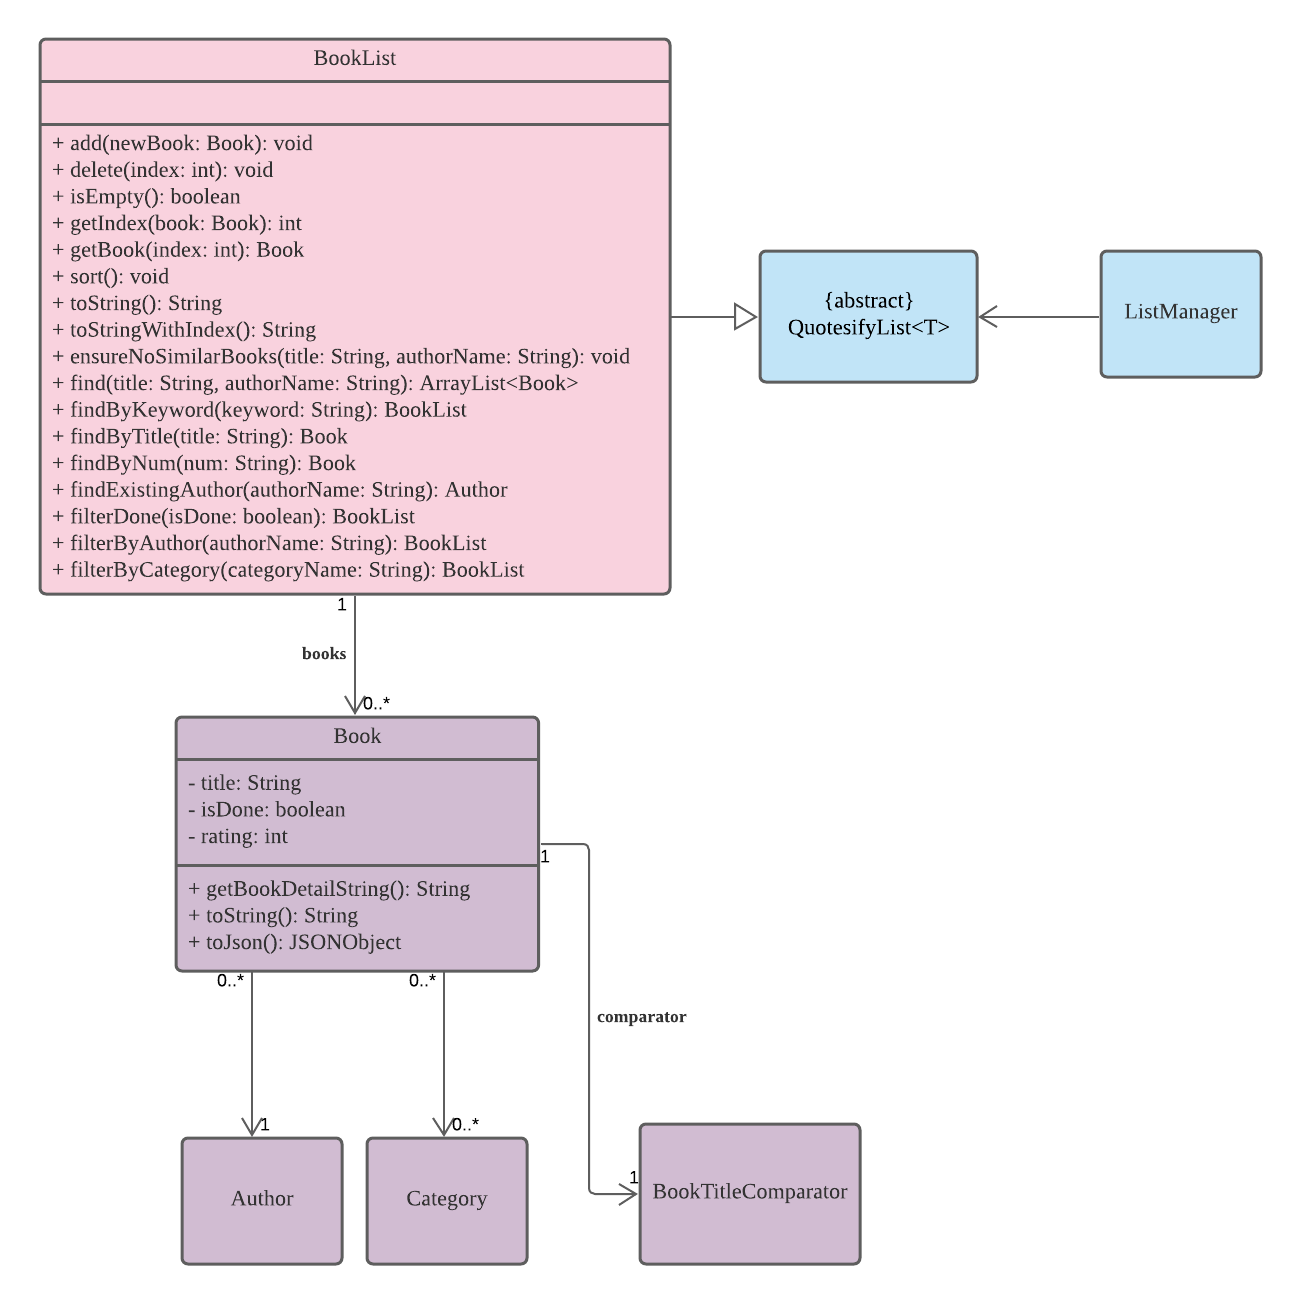 BookList
+ add(newBook: Book): void
+ delete(index: int): void
+ isEmpty(): boolean
+ getIndex(book: Book): int
+ getBook(index: int): Book
+ sort(): void
+ toString(): String
+ toStringWithIndex(): String
+ ensureNoSimilarBooks(title: String, authorName: String): void
+ find(title: String, authorName: String): ArrayList<Book>
+ findByKeyword(keyword: String): BookList
+ findByTitle(title: String): Book
+ findByNum(num: String): Book
+ findExistingAuthor(authorName: String): Author
+ filterDone(isDone: boolean): BookList
+ filterByAuthor(authorName: String): BookList
+ filterByCategory(categoryName: String): BookList
{abstract}
QuotesifyList<T>
ListManager
1
books
0..*
Book
- title: String
- isDone: boolean
- rating: int
+ getBookDetailString(): String
+ toString(): String
+ toJson(): JSONObject
1
0..*
0..*
comparator
1
0..*
1
Author
Category
BookTitleComparator